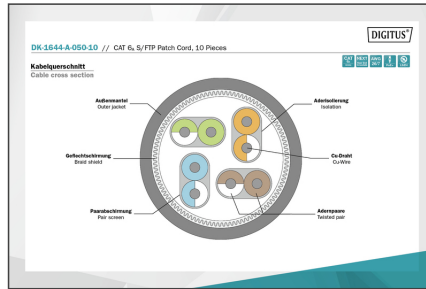 DIGITUS®
DK-1644-A-050-10 // CAT 6A S/FTP Patch Cord, 10 Pieces
Kabelquerschnitt
Cable cross section
Außenmantel
Outer jacket
Aderisolierung
Isolation
Geflechtschirmung
Braid shield
Cu-Draht
Cu-Wire
Paarabschirmung
Pair screen
Adernpaare
Twisted pair